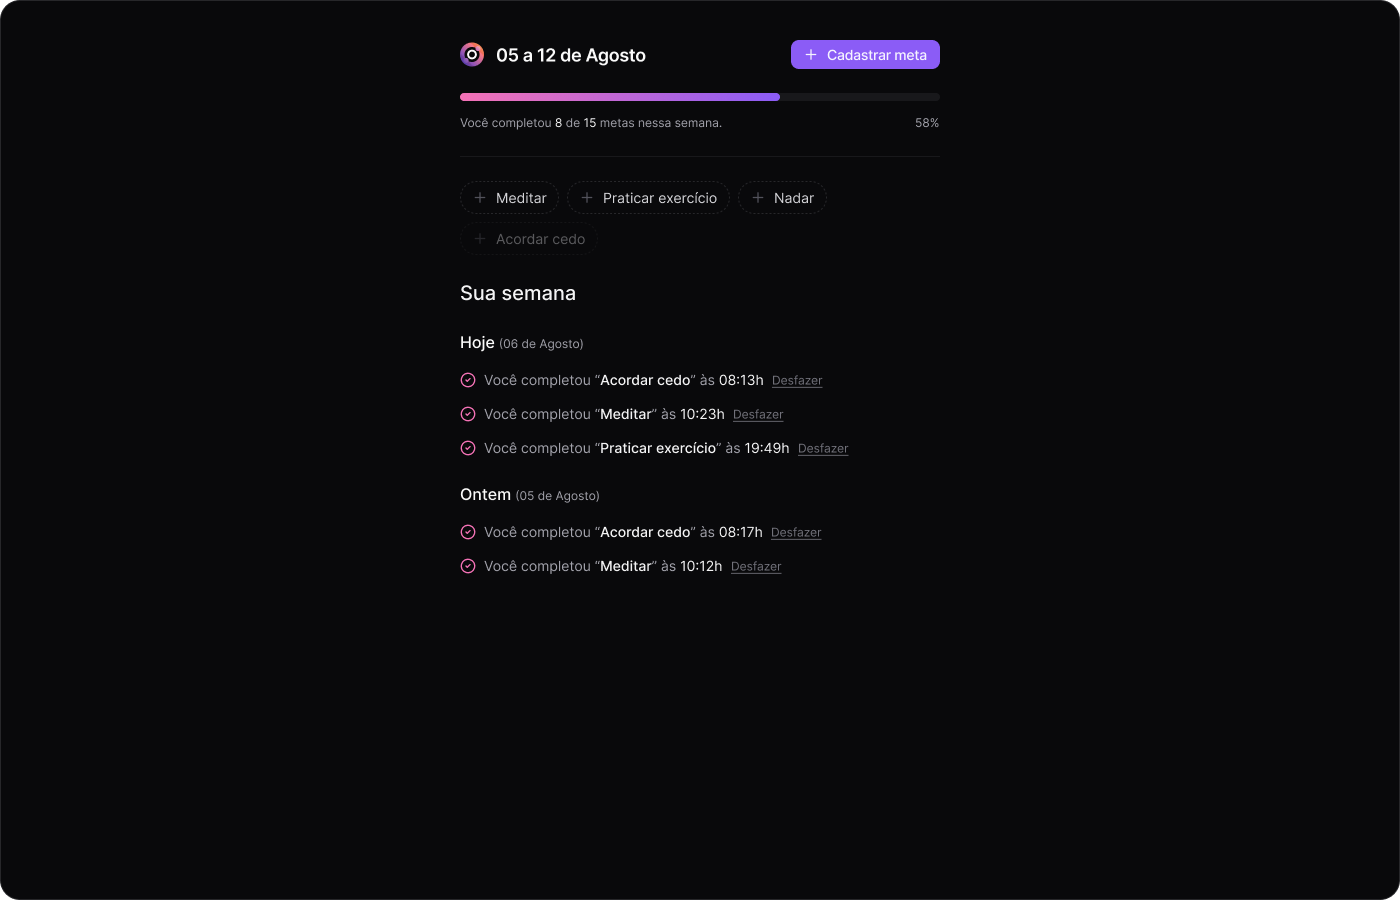 05 a 12 de Agosto
Cadastrar meta
Você completou 8 de 15 metas nessa semana.
58%
Meditar
Praticar exercício
Nadar
Acordar cedo
Sua semana
Hoje (06 de Agosto)
Você completou “Acordar cedo” às 08:13h Desfazer
Você completou “Meditar” às 10:23h Desfazer
Você completou “Praticar exercício” às 19:49h Desfazer
Ontem (05 de Agosto)
Você completou “Acordar cedo” às 08:17h Desfazer
Você completou “Meditar” às 10:12h Desfazer